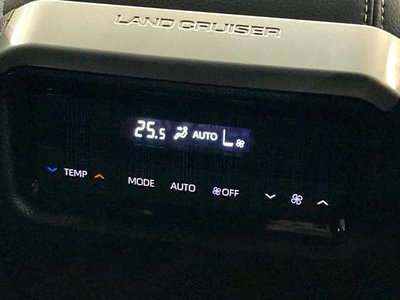 LAND CRUISER
25.5 AUTO L
TEMP MODE AUTO OFF